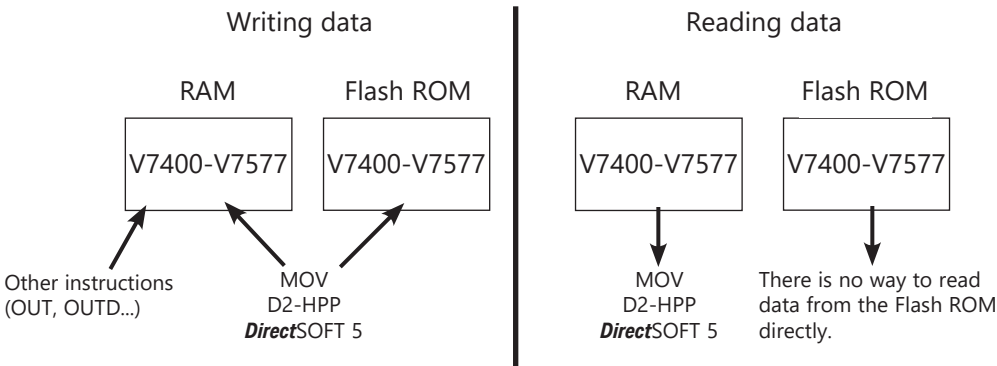 Writing data
RAM
Flash ROM
V7400-V7577
V7400-V7577
Other instructions
(OUT, OUTD...)
MOV
D2-HPP
DirectSOFT 5
Reading data
RAM
Flash ROM
V7400-V7577
V7400-V7577
MOV
D2-HPP
DirectSOFT 5
There is no way to read
data from the Flash ROM
directly.